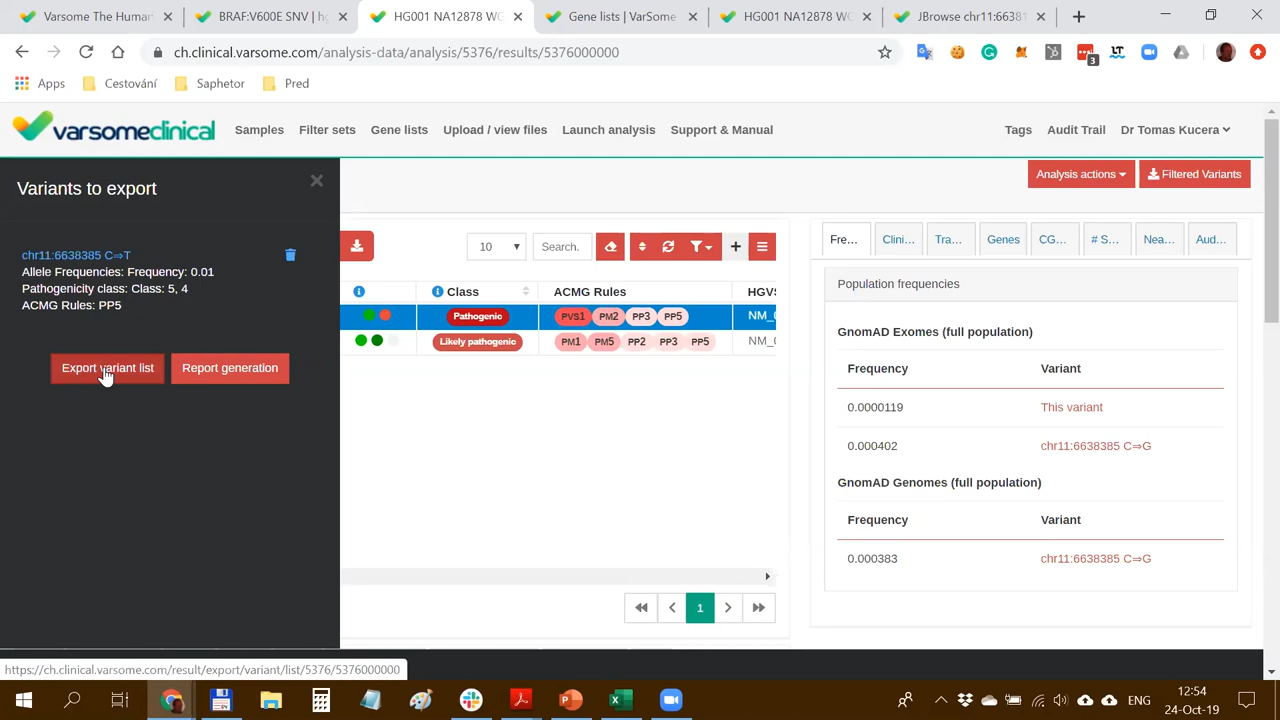 Varsome The Human
BRAF:V600E SNV | hg
HG001 NA12878 WG
Gene lists | VarSome
HG001 NA12878 WG
JBrowse chr11:66381
ch.clinical.varsome.com/analysis-data/analysis/5376/results/5376000000
3
Apps Cestování Saphetor Pred
varsomeclinical Samples Filter sets Gene lists Upload / view files Launch analysis Support & Manual Tags Audit Trail Dr Tomas Kucera
Variants to export
Analysis actions Filtered Variants
chr11:6638385 C⇒T
Allele Frequencies: Frequency: 0.01
Pathogenicity class: Class: 5, 4
ACMG Rules: PP5
Export variant list Report generation
10 Search.
Class ACMG Rules HGVS
Pathogenic PVS1 PM2 PP3 PP5 NM_0
Likely pathogenic PM1 PM5 PP2 PP3 PP5 NM_0
1
Fre... Clini... Tra... Genes CG... # S... Nea... Aud...
Population frequencies
GnomAD Exomes (full population)
Frequency Variant
0.0000119 This variant
0.000402 chr11:6638385 C⇒G
GnomAD Genomes (full population)
Frequency Variant
0.000383 chr11:6638385 C⇒G
https://ch.clinical.varsome.com/result/export/variant/list/5376/5376000000
ENG
12:54
24-Oct-19